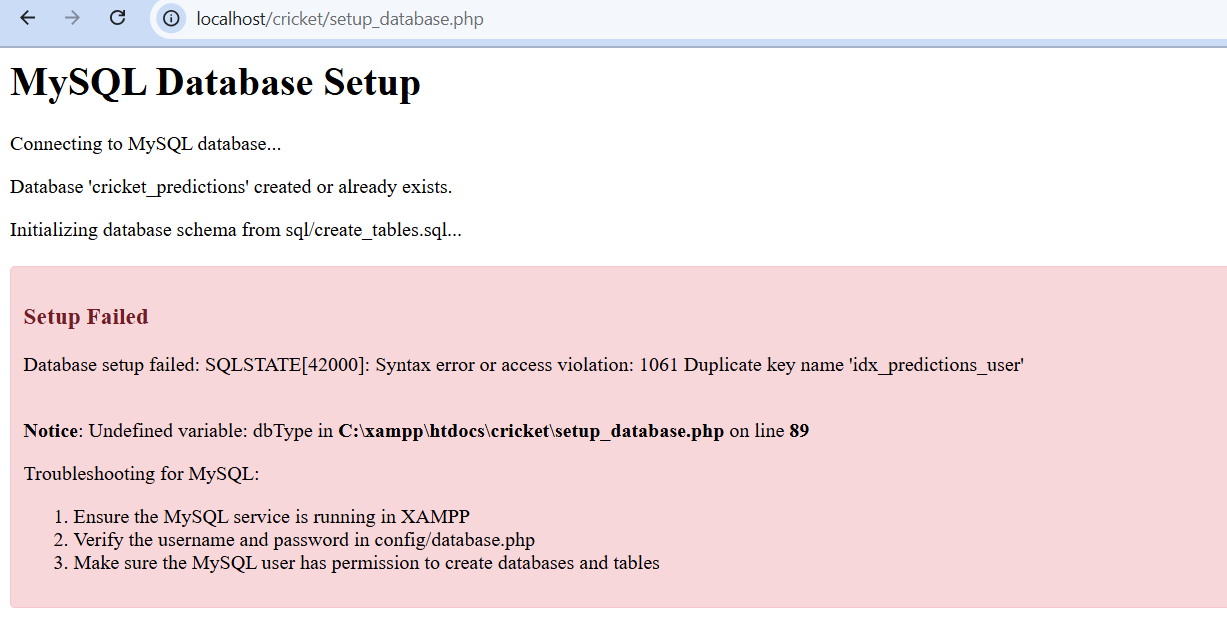 localhost/cricket/setup_database.php
MySQL Database Setup
Connecting to MySQL database...
Database 'cricket_predictions' created or already exists.
Initializing database schema from sql/create_tables.sql...
Setup Failed
Database setup failed: SQLSTATE[42000]: Syntax error or access violation: 1061 Duplicate key name 'idx_predictions_user'
Notice: Undefined variable: dbType in C:\xampp\htdocs\cricket\setup_database.php on line 89
Troubleshooting for MySQL:
1. Ensure the MySQL service is running in XAMPP
2. Verify the username and password in config/database.php
3. Make sure the MySQL user has permission to create databases and tables